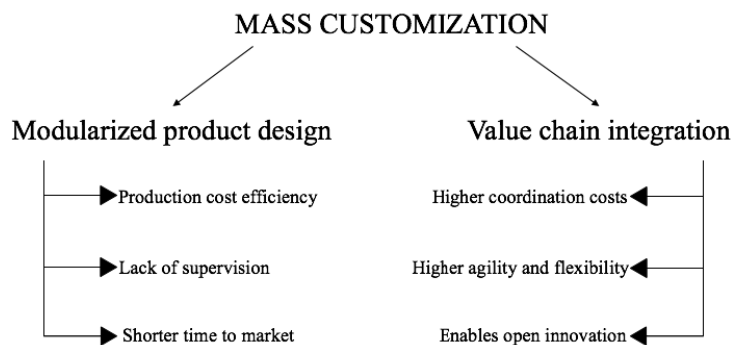 MASS CUSTOMIZATION
Modularized product design
Value chain integration
Production cost efficiency
Higher coordination costs
Lack of supervision
Higher agility and flexibility
Shorter time to market
Enables open innovation